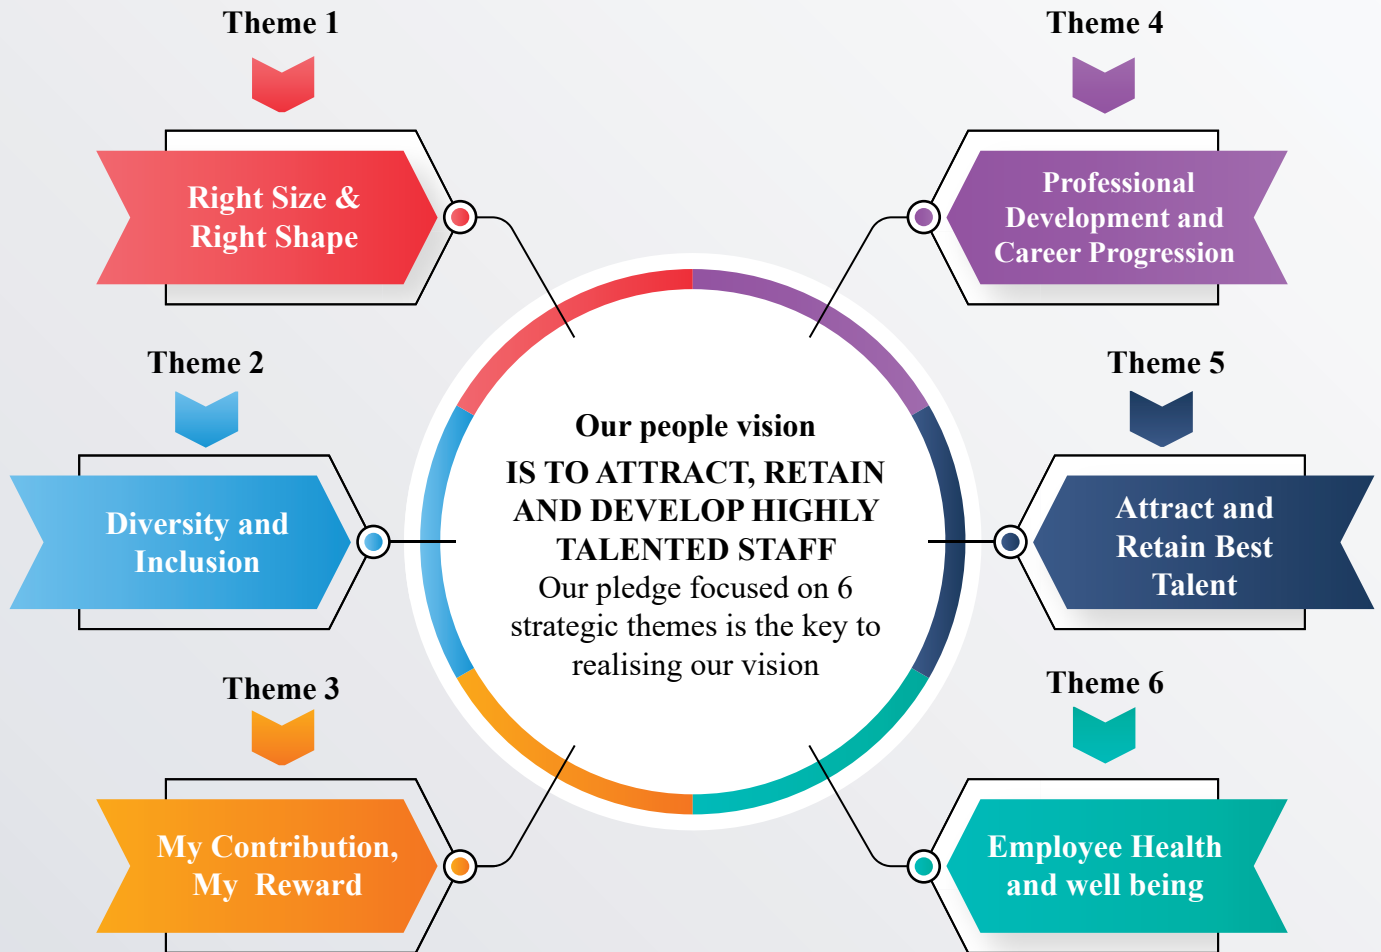 Theme 1
Right Size &
Right Shape
Theme 2
Diversity and
Inclusion
Theme 3
My Contribution,
My Reward
Our people vision
IS TO ATTRACT, RETAIN
AND DEVELOP HIGHLY
TALENTED STAFF
Our pledge focused on 6
strategic themes is the key to
realising our vision
Theme 4
Professional
Development and
Career Progression
Theme 5
Attract and
Retain Best
Talent
Theme 6
Employee Health
and well being